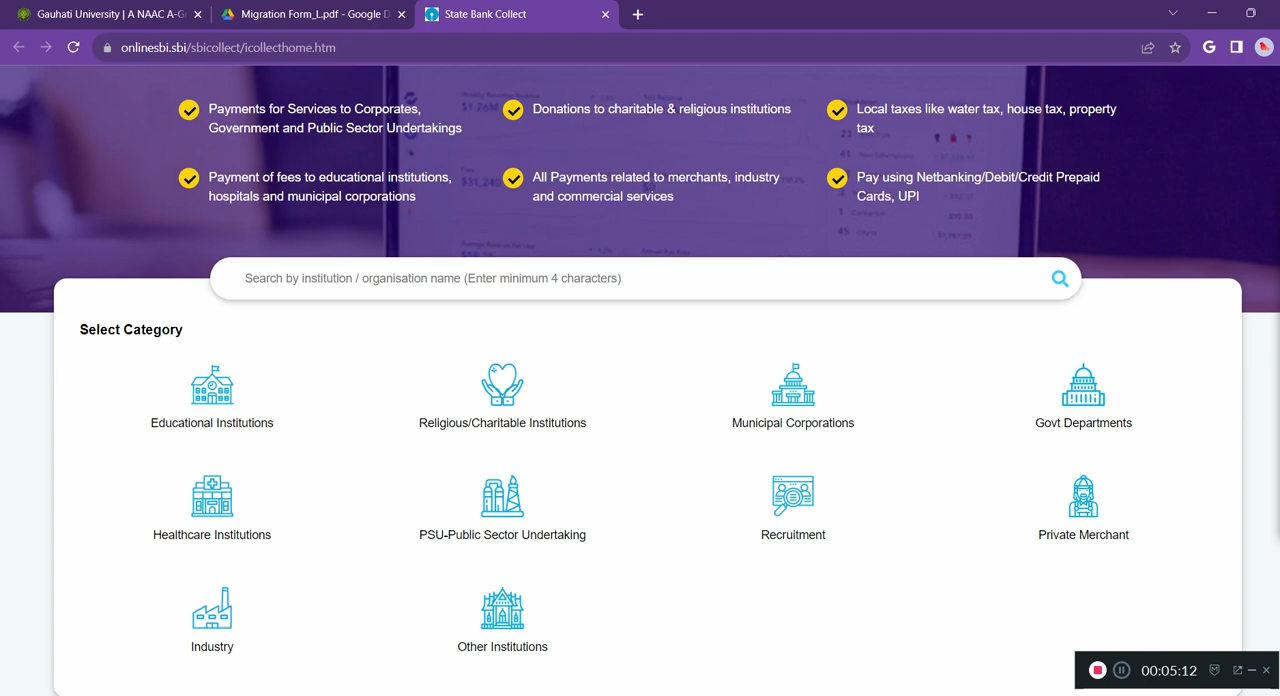 Gauhati University | A NAAC A-G
Migration Form_L.pdf - Google D
State Bank Collect
onlinesbi.sbi/sbicollect/icollecthome.htm
Payments for Services to Corporates,
Government and Public Sector Undertakings
Donations to charitable & religious institutions
Local taxes like water tax, house tax, property
tax
Payment of fees to educational institutions,
hospitals and municipal corporations
All Payments related to merchants, industry
and commercial services
Pay using Netbanking/Debit/Credit Prepaid
Cards, UPI
Search by institution / organisation name (Enter minimum 4 characters)
Select Category
Educational Institutions
Religious/Charitable Institutions
Municipal Corporations
Govt Departments
Healthcare Institutions
PSU-Public Sector Undertaking
Recruitment
Private Merchant
Industry
Other Institutions
00:05:12